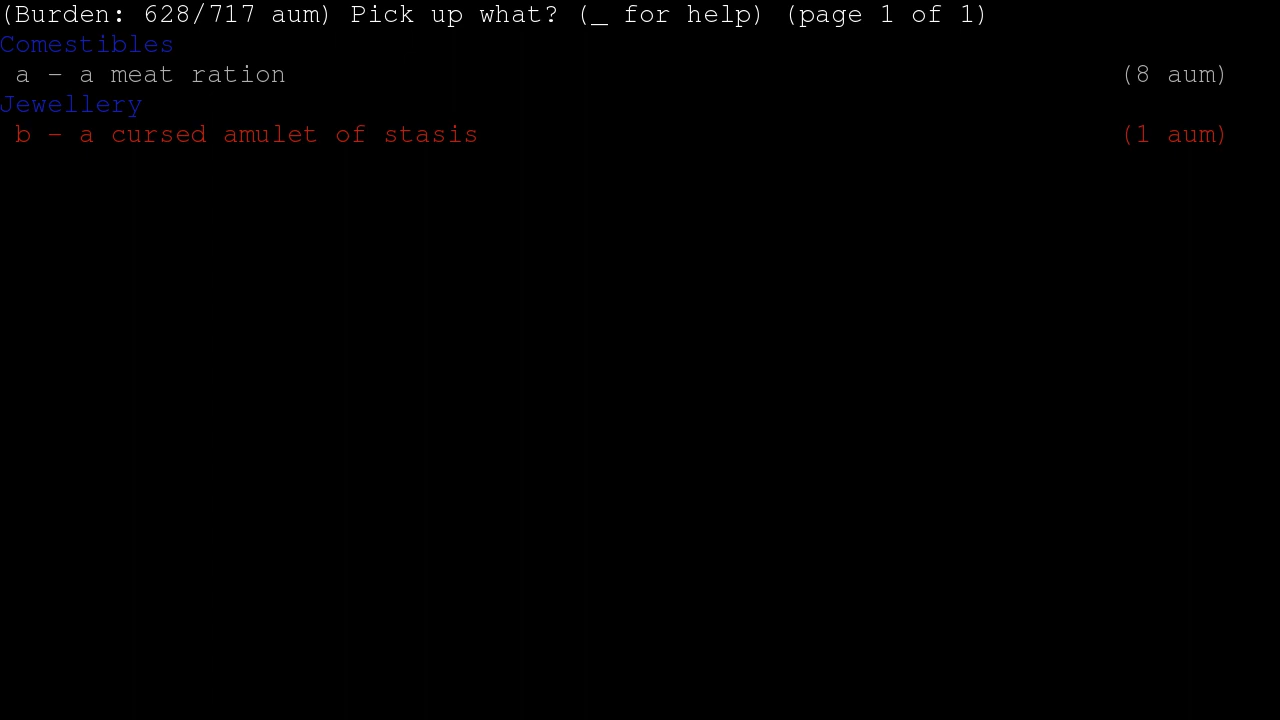 (Burden: 628/717 aum) Pick up what? (_ for help) (page 1 of 1)
Comestibles
a - a meat ration (8 aum)
Jewellery
b - a cursed amulet of stasis (1 aum)